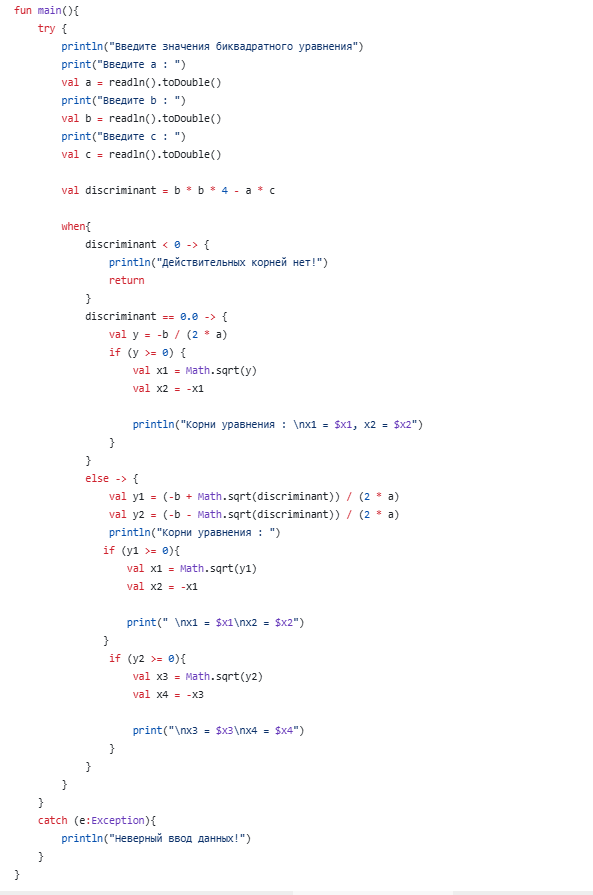 fun main(){
    try {
        println("Введите значения биквадратного уравнения")
        print("Введите a : ")
        val a = readln().toDouble()
        print("Введите b : ")
        val b = readln().toDouble()
        print("Введите c : ")
        val c = readln().toDouble()

        val discriminant = b * b * 4 - a * c

        when{
            discriminant < 0 -> {
                println("Действительных корней нет!")
                return
            }
            discriminant == 0.0 -> {
                val y = -b / (2 * a)
                if (y >= 0) {
                    val x1 = Math.sqrt(y)
                    val x2 = -x1

                    println("Корни уравнения : \nx1 = $x1, x2 = $x2")
                }
            }
            else -> {
                val y1 = (-b + Math.sqrt(discriminant)) / (2 * a)
                val y2 = (-b - Math.sqrt(discriminant)) / (2 * a)
                println("Корни уравнения : ")
               if (y1 >= 0){
                   val x1 = Math.sqrt(y1)
                   val x2 = -x1

                   print(" \nx1 = $x1\nx2 = $x2")
               }
                if (y2 >= 0){
                    val x3 = Math.sqrt(y2)
                    val x4 = -x3

                    print("\nx3 = $x3\nx4 = $x4")
                }
            }
        }
    }
    catch (e:Exception){
        println("Неверный ввод данных!")
    }
}